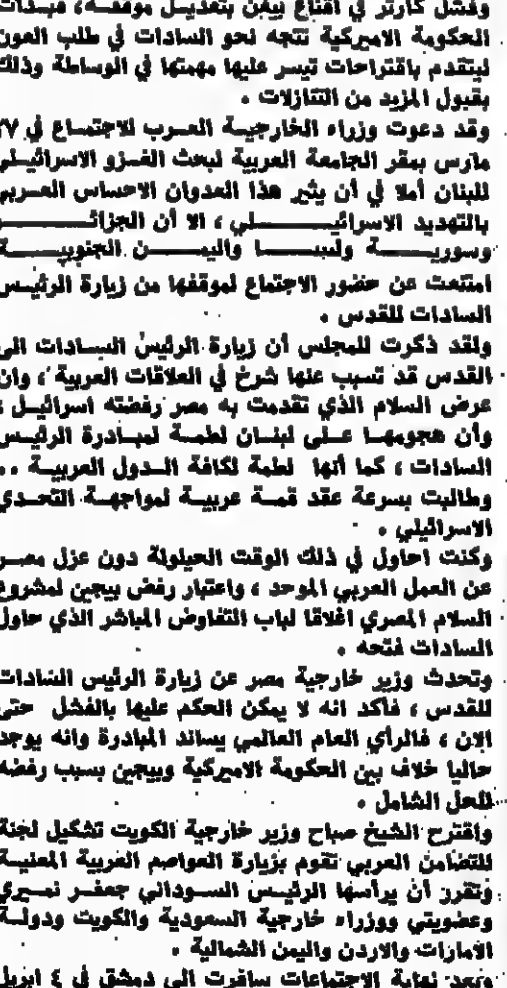 وفشل كارتر في اقناع بيجن بتعديل موقفه، فبدأت
الحكومة الاميركية تتجه نحو السادات في طلب العون
ليتقدم باقتراحات تيسر عليها مهمتها في الوساطة وذلك
بقبول المزيد من التنازلات .
وقد دعوت وزراء الخارجية العرب للاجتماع في ٢٧
مارس بمقر الجامعة العربية لبحث الغزو الاسرائيلي
للبنان أملا في أن يثير هذا العدوان الاحساس العربي
بالتهديد الاسرائيلي ، الا أن الجزائر
وسورية وليبيا واليمن الجنوبية
امتنعت عن حضور الاجتماع لموقفها من زيارة الرئيس
السادات للقدس .
ولقد ذكرت للمجلس أن زيارة الرئيس السادات الى
القدس قد تسبب عنها شرخ في العلاقات العربية ، وان
عرض السلام الذي تقدمت به مصر رفضته اسرائيل ،
وأن هجومها على لبنان لطمة لمبادرة الرئيس
السادات ، كما أنها لطمة لكافة الدول العربية ..
وطالبت بسرعة عقد قمة عربية لمواجهة التحدي
الاسرائيلي .
وكنت احاول في ذلك الوقت الحيلولة دون عزل مصر
عن العمل العربي الموحد ، واعتبار رفض بيجين لمشروع
السلام المصري اغلاقا لباب التفاوض المباشر الذي حاول
السادات فتحه .
وتحدث وزير خارجية مصر عن زيارة الرئيس السادات
للقدس ، فأكد انه لا يمكن الحكم عليها بالفشل حتى
الان ، فالرأي العام العالمي يساند المبادرة وانه يوجد
حاليا خلاف بين الحكومة الاميركية وبيجين بسبب رفضه
للحل الشامل .
واقترح الشيخ صباح وزير خارجية الكويت تشكيل لجنة
للتضامن العربي تقوم بزيارة العواصم العربية المعنية
وتقرر أن يرأسها الرئيس السوداني جعفر نميري
وعضويتي ووزراء خارجية السعودية والكويت ودولة
الامارات والاردن واليمن الشمالية .
وبعد نهاية الاجتماعات سافرت الى دمشق في ٤ ابريل